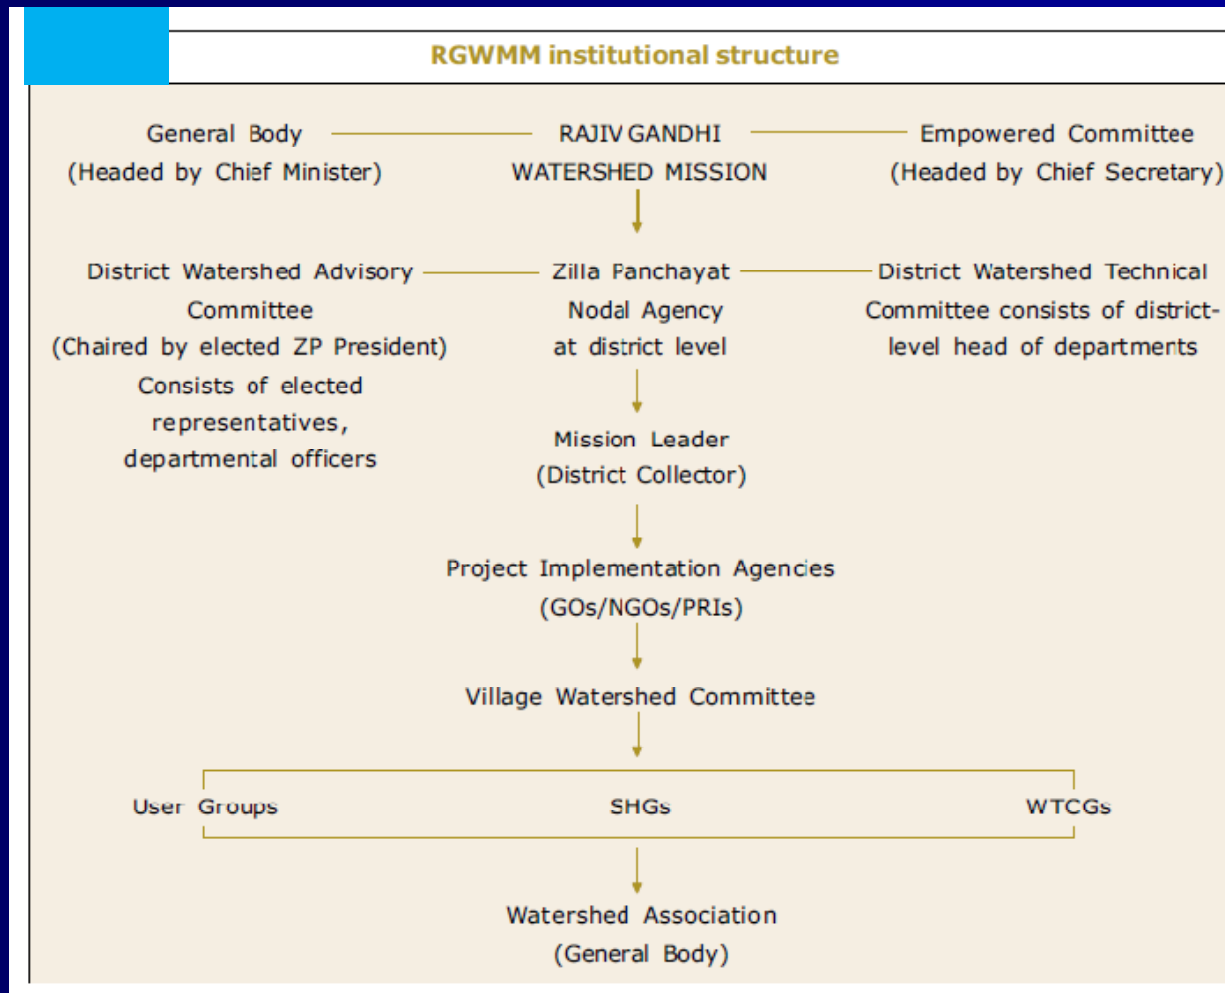 RGWMM institutional structure
General Body
(Headed by Chief Minister)
RAJIV GANDHI
WATERSHED MISSION
Empowered Committee
(Headed by Chief Secretary)
District Watershed Advisory
Committee
(Chaired by elected ZP President)
Consists of elected
representatives,
departmental officers
Zilla Panchayat
Nodal Agency
at district level
District Watershed Technical
Committee consists of district-
level head of departments
Mission Leader
(District Collector)
Project Implementation Agencies
(GOs/NGOs/PRIs)
Village Watershed Committee
User Groups
SHGs
WTCGs
Watershed Association
(General Body)